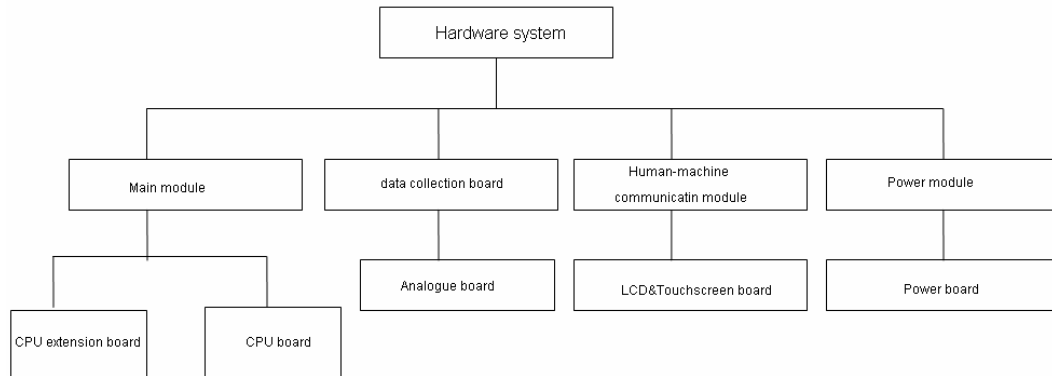 Hardware system
Main module
data collection board
Human-machine
communicatin module
Power module
Analogue board
LCD&Touchscreen board
Power board
CPU extension board
CPU board